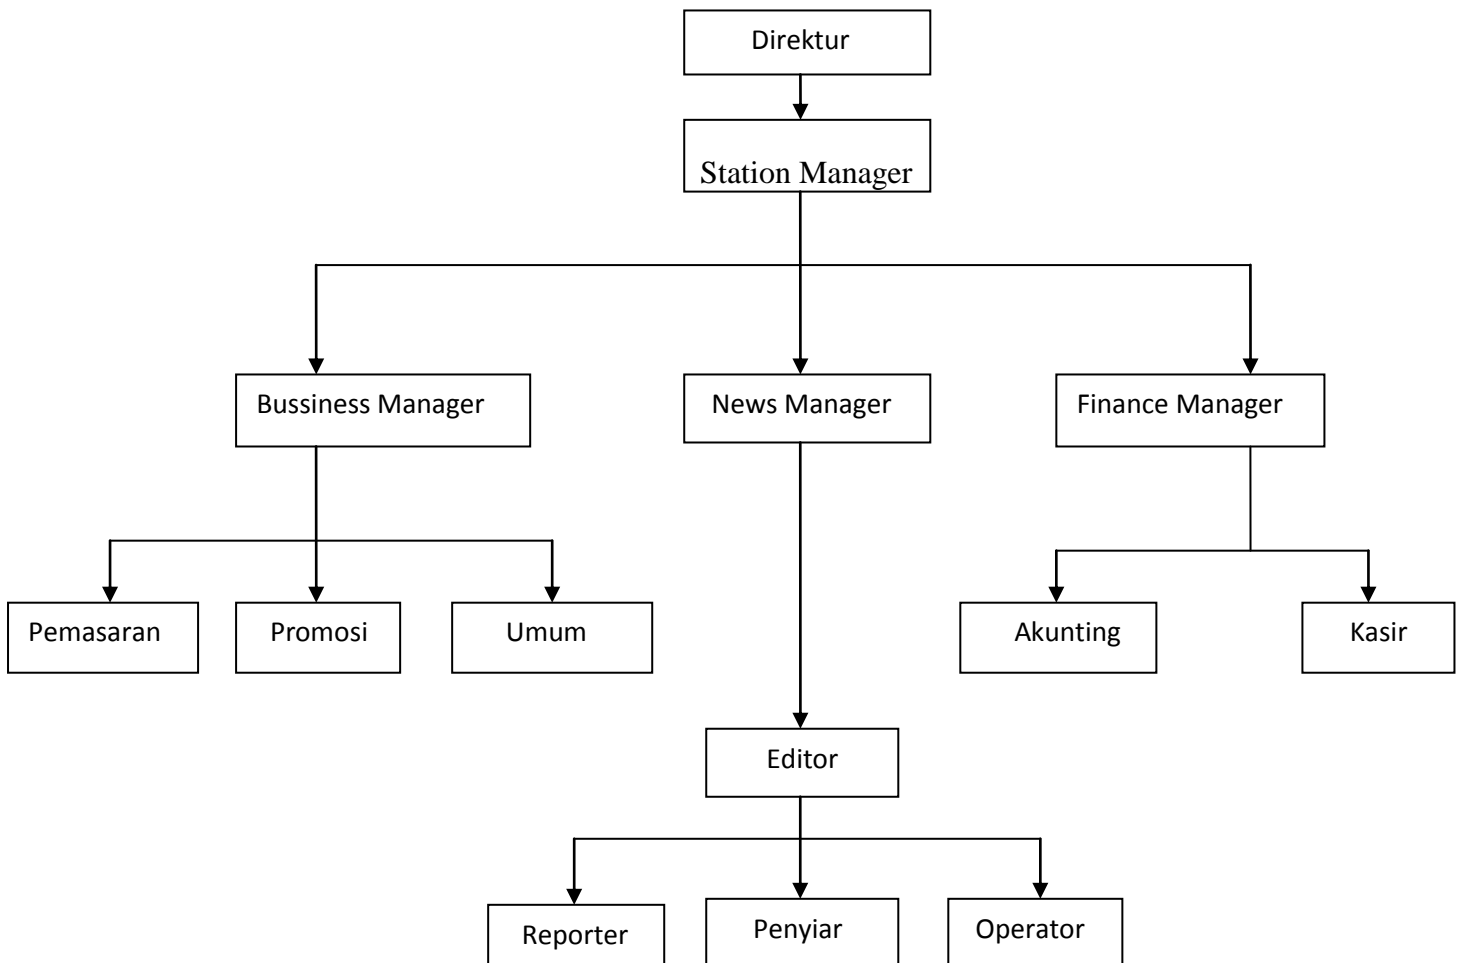 Direktur
Station Manager
Bussiness Manager
News Manager
Finance Manager
Pemasaran
Promosi
Umum
Akunting
Kasir
Editor
Reporter
Penyiar
Operator